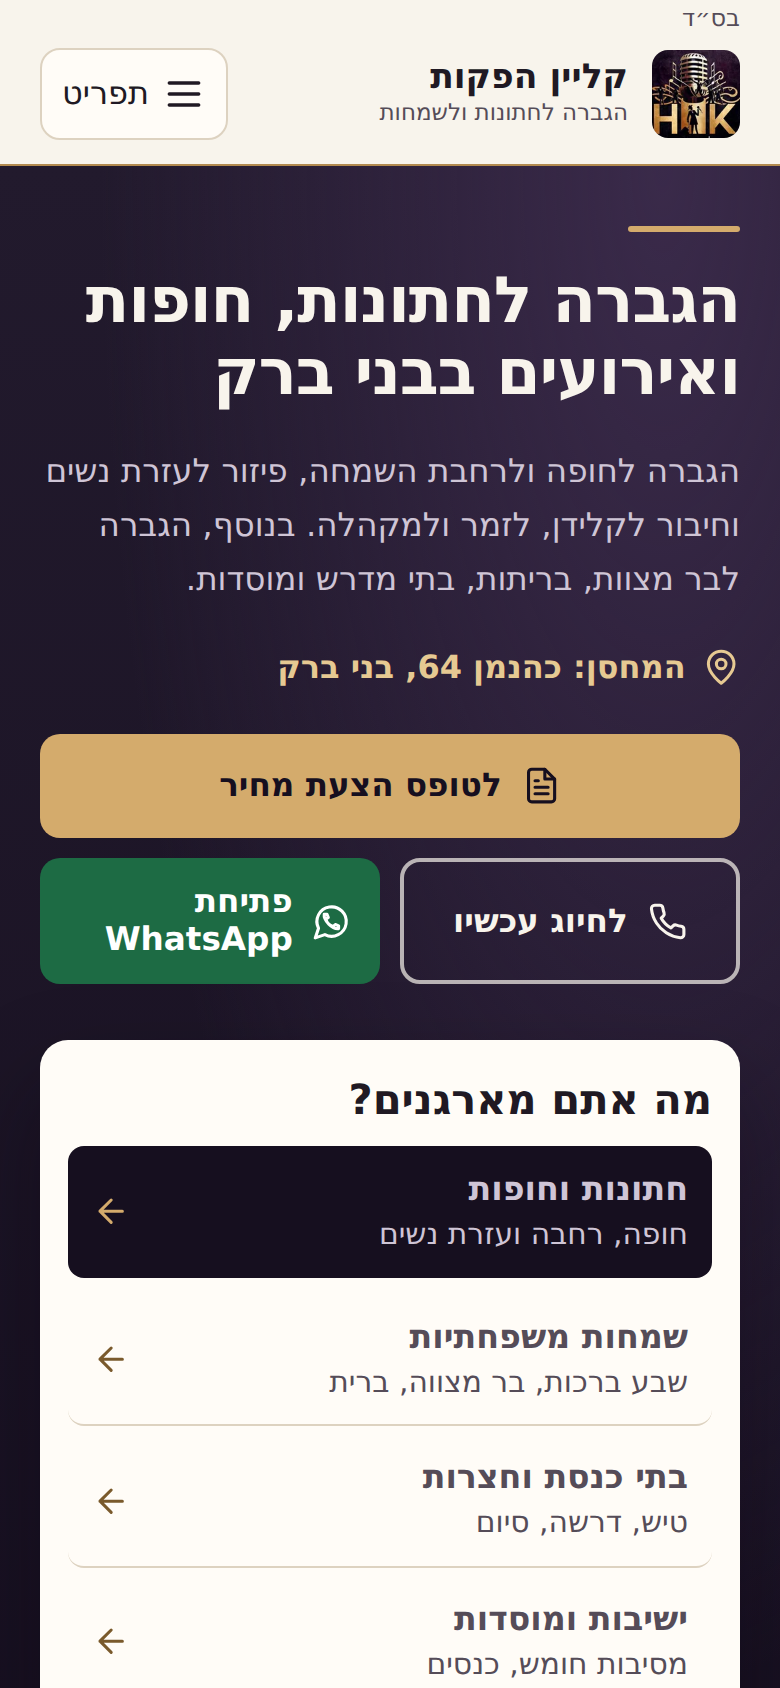 בס״ד
קליין הפקות
הגברה לחתונות ולשמחות
תפריט
HK
הגברה לחתונות, חופות
ואירועים בבני ברק
הגברה לחופה ולרחבת השמחה, פיזור לעזרת נשים
וחיבור לקלידן, לזמר ולמקהלה. בנוסף, הגברה
לבר מצוות, בריתות, בתי מדרש ומוסדות.
המחסן: כהנמן 64, בני ברק
לטופס הצעת מחיר
לחיוג עכשיו
פתיחת
WhatsApp
מה אתם מארגנים?
חתונות וחופות
חופה, רחבה ועזרת נשים
שמחות משפחתיות
שבע ברכות, בר מצווה, ברית
בתי כנסת וחצרות
טיש, דרשה, סיום
ישיבות ומוסדות
מסיבות חומש, כנסים